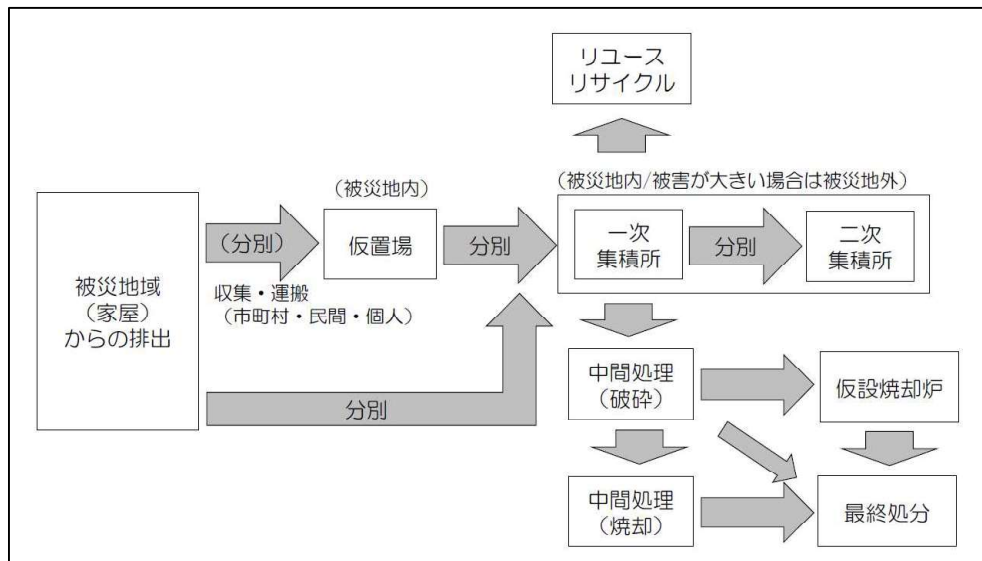 リユース
リサイクル
（被災地内）
（被災地内/被害が大きい場合は被災地外）
被災地域
（家屋）
からの排出
（分別）
仮置場
分別
一次
集積所
分別
二次
集積所
収集・運搬
（市町村・民間・個人）
分別
中間処理
（破砕）
仮設焼却炉
中間処理
（焼却）
最終処分